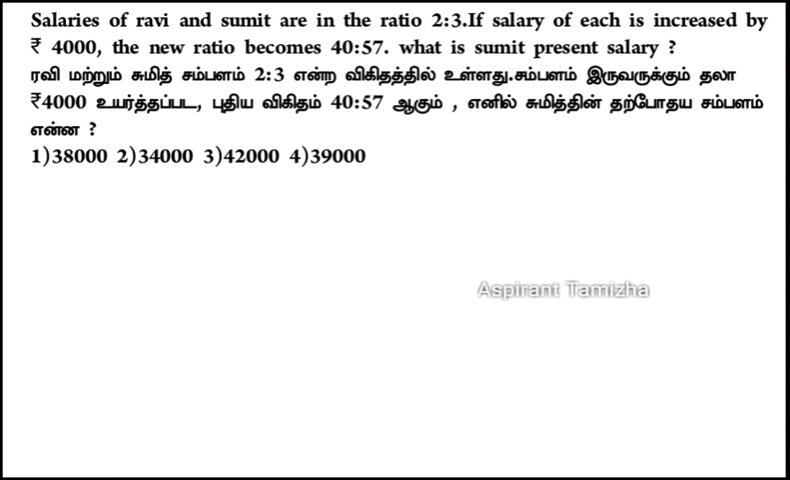 Salaries of ravi and sumit are in the ratio 2:3.If salary of each is increased by
₹ 4000, the new ratio becomes 40:57. what is sumit present salary ?
ரவி மற்றும் சுமித் சம்பளம் 2:3 என்ற விகிதத்தில் உள்ளது.சம்பளம் இருவருக்கும் தலா
₹4000 உயர்த்தப்பட, புதிய விகிதம் 40:57 ஆகும் , எனில் சுமித்தின் தற்போதய சம்பளம்
என்ன ?
1)38000 2)34000 3)42000 4)39000
Aspirant Tamizha